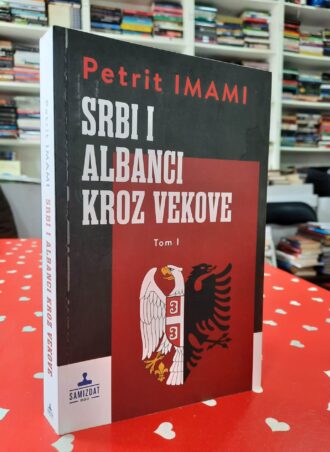 Petrit IMAMI
SRBI I
ALBANCI
KROZ VEKOVE
Tom I
SAMIZDAT
Petrit IMAMI SRBI I ALBANCI KROZ VEKOVE